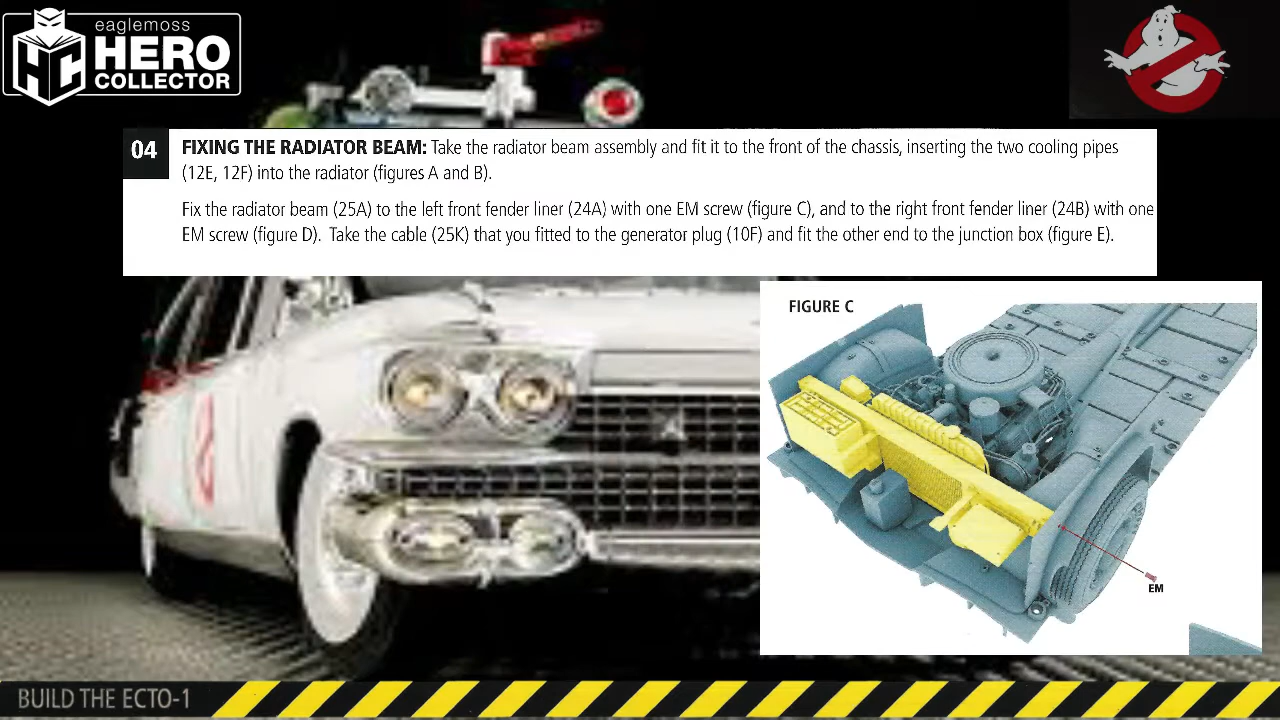 eaglemoss
HERO
COLLECTOR
04
FIXING THE RADIATOR BEAM: Take the radiator beam assembly and fit it to the front of the chassis, inserting the two cooling pipes
(12E, 12F) into the radiator (figures A and B).
Fix the radiator beam (25A) to the left front fender liner (24A) with one EM screw (figure C), and to the right front fender liner (24B) with one
EM screw (figure D). Take the cable (25K) that you fitted to the generator plug (10F) and fit the other end to the junction box (figure E).
FIGURE C
EM
BUILD THE ECTO-1